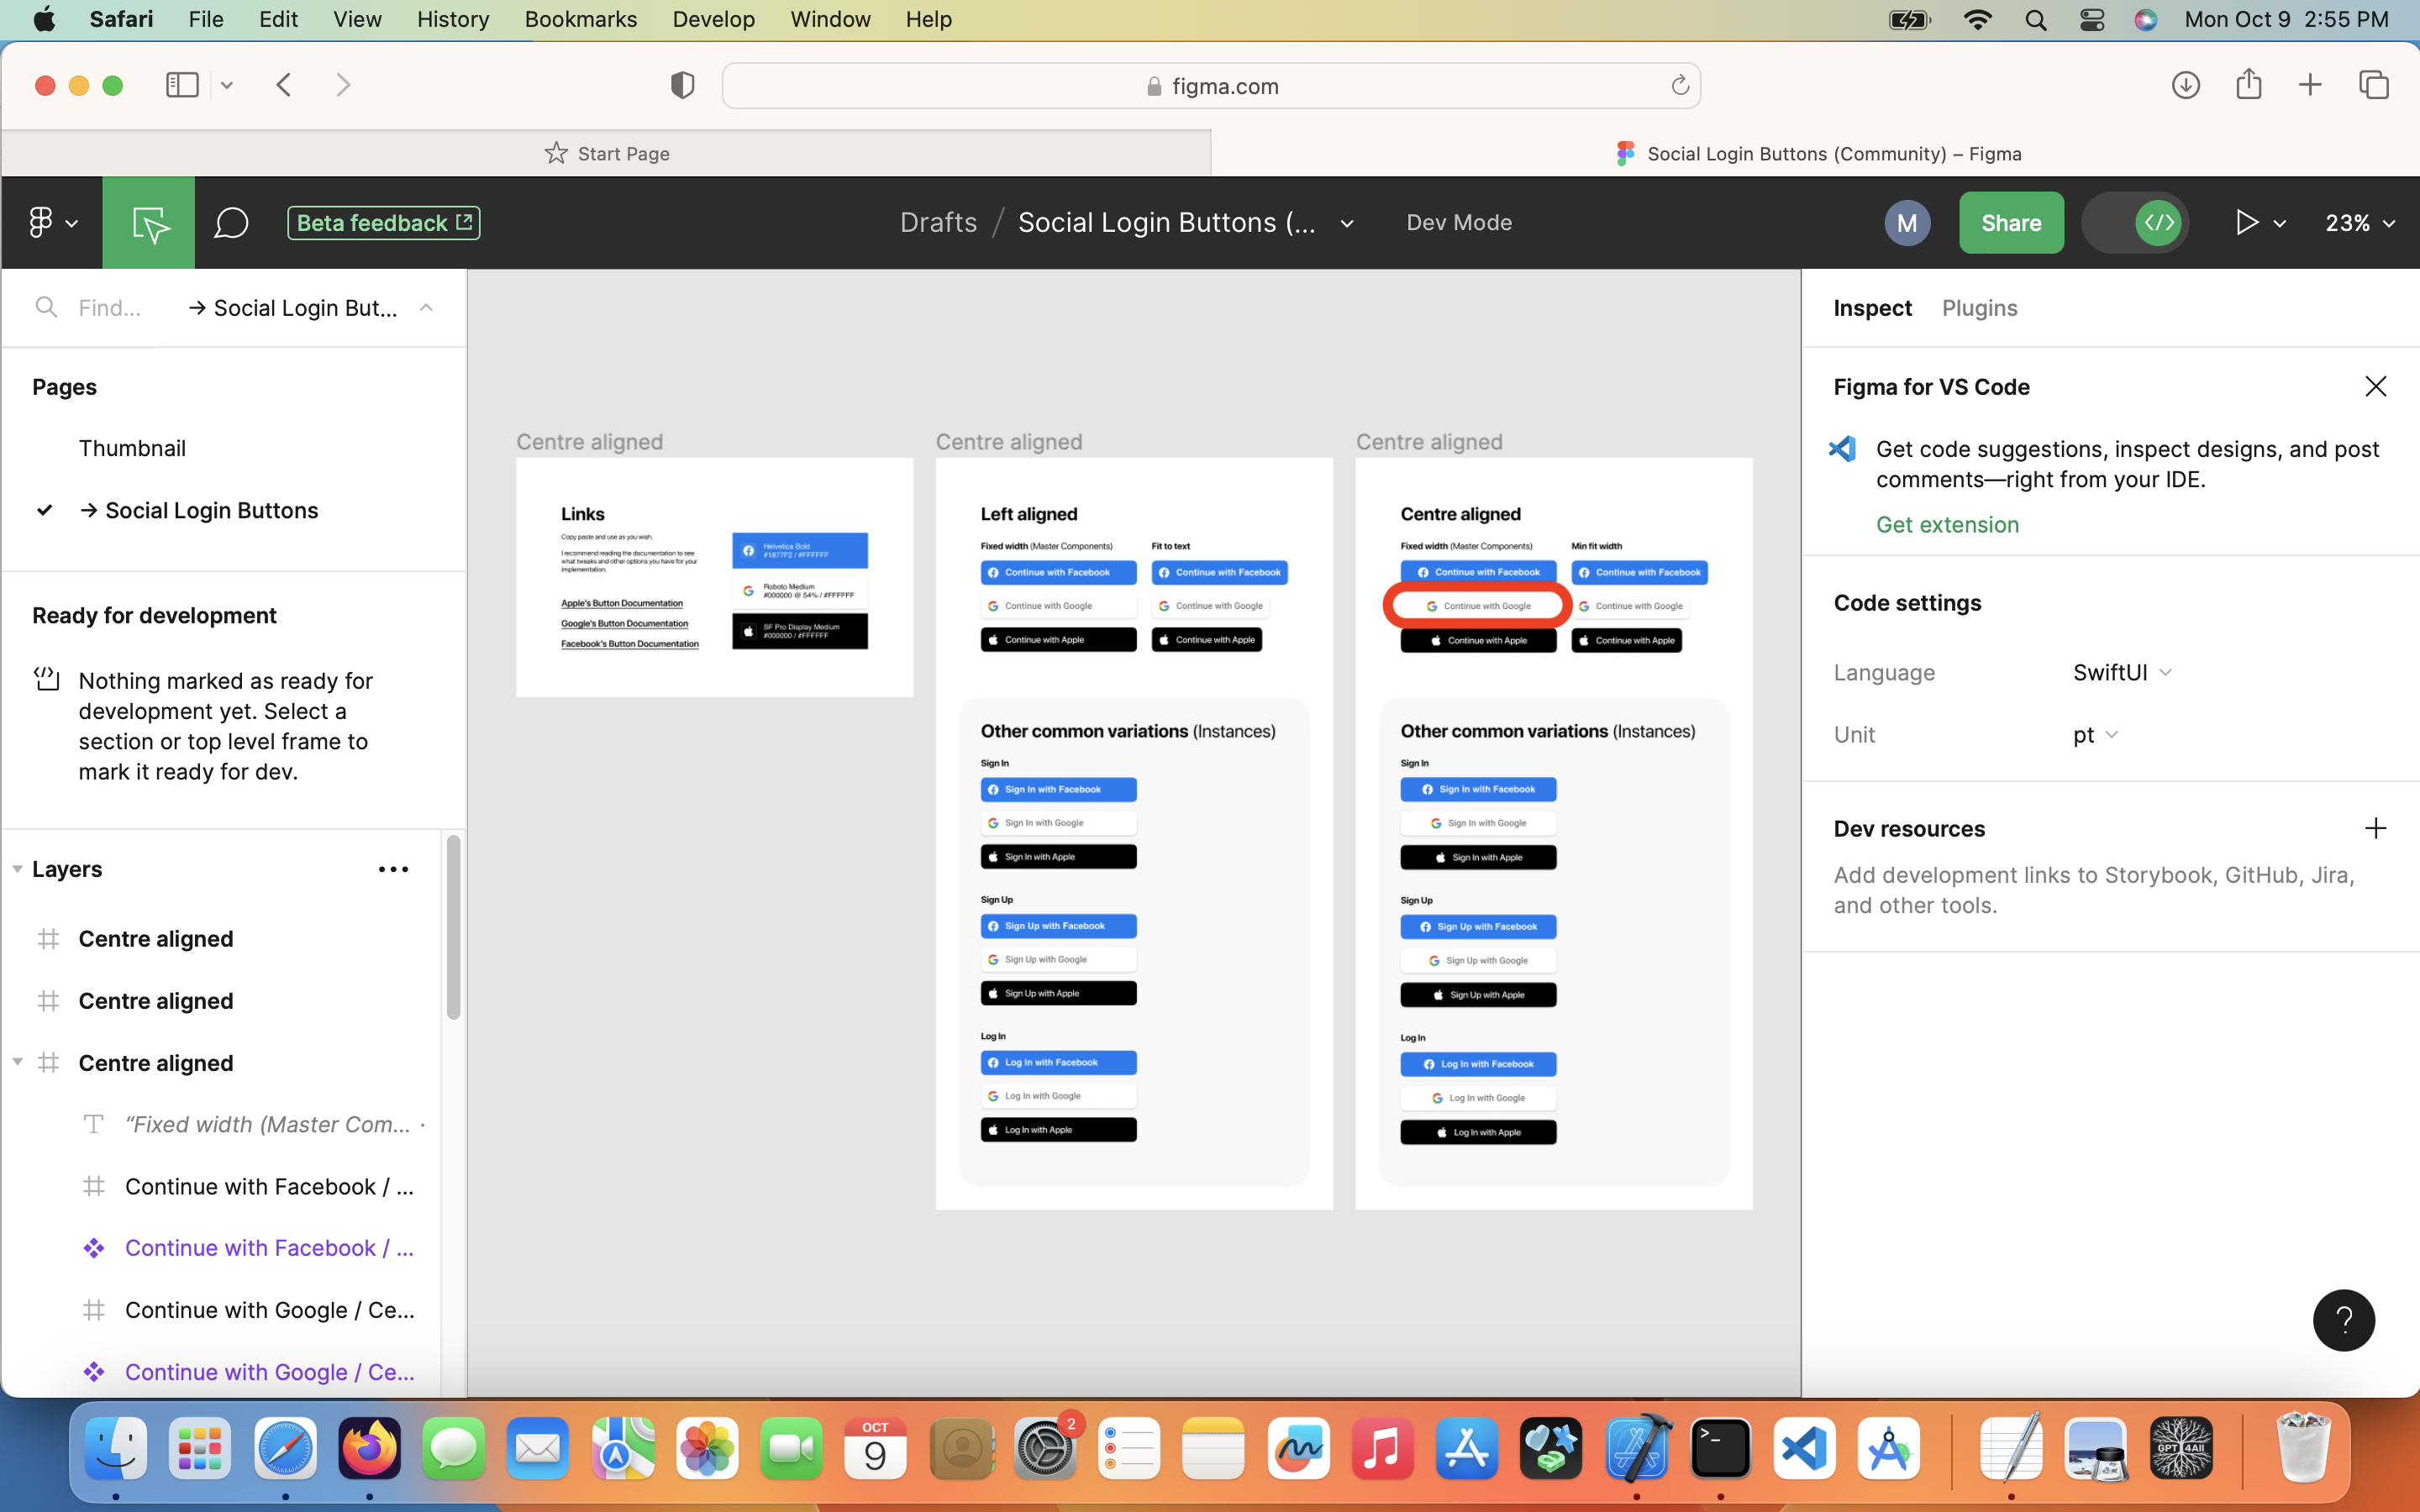 Safari File Edit View History Bookmarks Develop Window Help
Mon Oct 9 2:55 PM
figma.com
Start Page
Social Login Buttons (Community) – Figma
Beta feedback
Drafts / Social Login Buttons (...
Dev Mode
M
Share
23%
Find...
→ Social Login But...
Pages
Thumbnail
→ Social Login Buttons
Ready for development
Nothing marked as ready for
development yet. Select a
section or top level frame to
mark it ready for dev.
Layers
Centre aligned
Centre aligned
Centre aligned
“Fixed width (Master Com... ·
Continue with Facebook / ...
Continue with Facebook / ...
Continue with Google / Ce...
Continue with Google / Ce...
Centre aligned
Links
Copy paste and use as you wish.
I recommend reading the documentation to see
what tweaks and other options you have for your
implementation.
Apple's Button Documentation
Google's Button Documentation
Facebook's Button Documentation
Helvetica Bold
#1877F2 / #FFFFFF
Roboto Medium
#000000 @ 54% / #FFFFFF
SF Pro Display Medium
#000000 / #FFFFFF
Centre aligned
Left aligned
Fixed width (Master Components)
Fit to text
Continue with Facebook
Continue with Facebook
Continue with Google
Continue with Google
Continue with Apple
Continue with Apple
Other common variations (Instances)
Sign In
Sign In with Facebook
Sign In with Google
Sign In with Apple
Sign Up
Sign Up with Facebook
Sign Up with Google
Sign Up with Apple
Log In
Log In with Facebook
Log In with Google
Log In with Apple
Centre aligned
Centre aligned
Fixed width (Master Components)
Min fit width
Continue with Facebook
Continue with Facebook
Continue with Google
Continue with Google
Continue with Apple
Continue with Apple
Other common variations (Instances)
Sign In
Sign In with Facebook
Sign In with Google
Sign In with Apple
Sign Up
Sign Up with Facebook
Sign Up with Google
Sign Up with Apple
Log In
Log In with Facebook
Log In with Google
Log In with Apple
Inspect
Plugins
Figma for VS Code
Get code suggestions, inspect designs, and post
comments—right from your IDE.
Get extension
Code settings
Language
SwiftUI
Unit
pt
Dev resources
Add development links to Storybook, GitHub, Jira,
and other tools.
?
OCT
9
2
>_
GPT4All